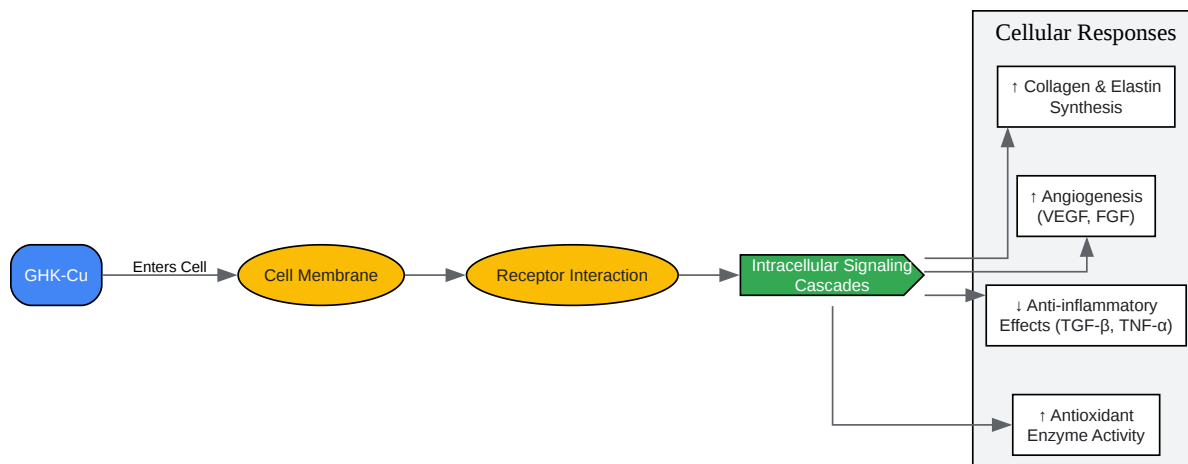 Cellular Responses
↑ Collagen & Elastin
Synthesis
↑ Angiogenesis
(VEGF, FGF)
GHK-Cu
Enters Cell
Cell Membrane
Receptor Interaction
Intracellular Signaling
Cascades
↓ Anti-inflammatory
Effects (TGF-β, TNF-α)
↑ Antioxidant
Enzyme Activity